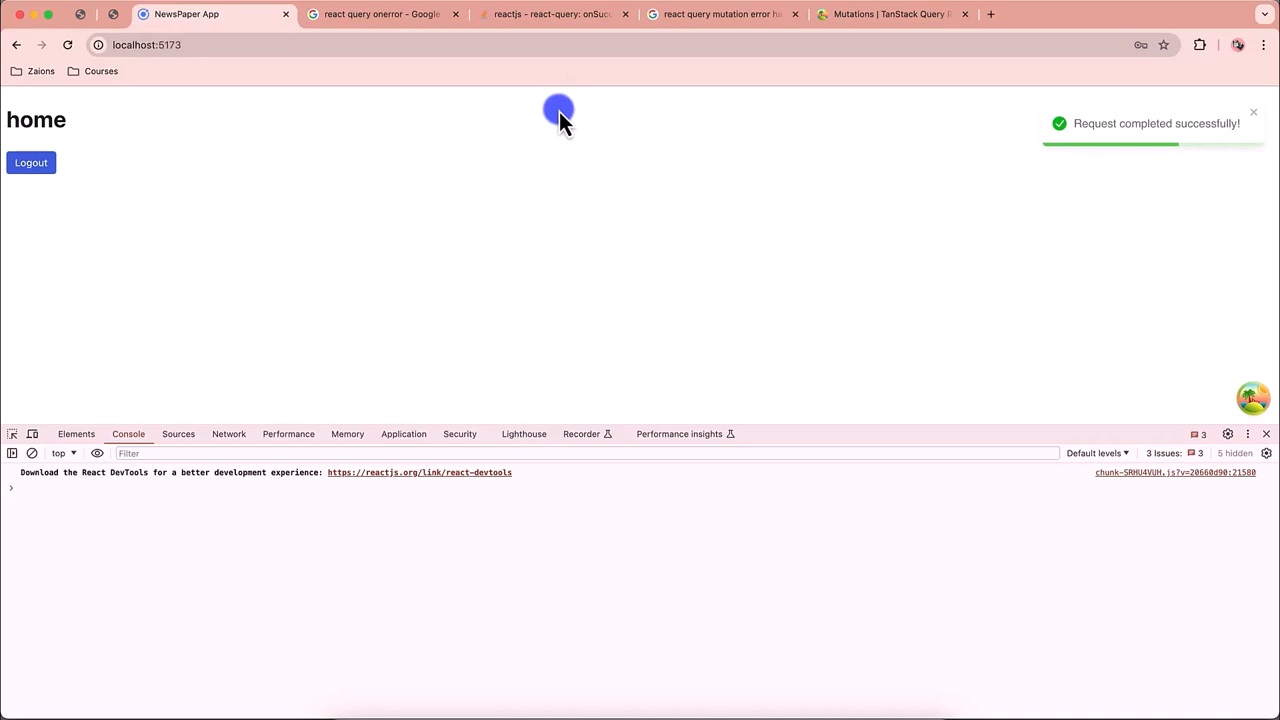 NewsPaper App
react query onerror - Google
reactjs - react-query: onSucc
react query mutation error ha
Mutations | TanStack Query R
localhost:5173
Zaions
Courses
home
Request completed successfully!
Logout
Elements
Console
Sources
Network
Performance
Memory
Application
Security
Lighthouse
Recorder
Performance insights
3
top
Filter
Default levels
3 Issues:
3
5 hidden
Download the React DevTools for a better development experience: https://reactjs.org/link/react-devtools
chunk-SRHU4VUH.js?v=20660d90:21580